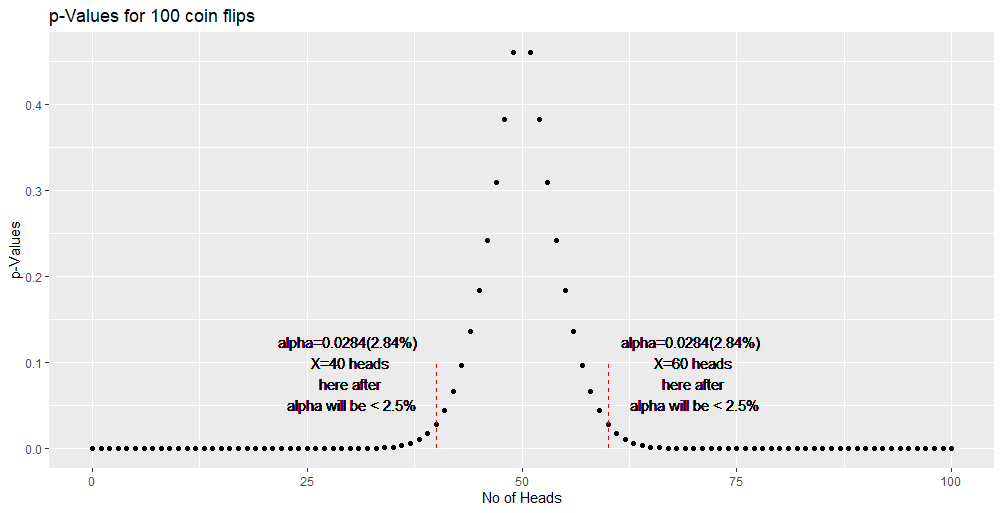 p-Values for 100 coin flips
p-Values
0.4
0.3
0.2
0.1
0.0
alpha=0.0284(2.84%)
X=40 heads
here after
alpha will be < 2.5%
alpha=0.0284(2.84%)
X=60 heads
here after
alpha will be < 2.5%
0
25
50
75
100
No of Heads